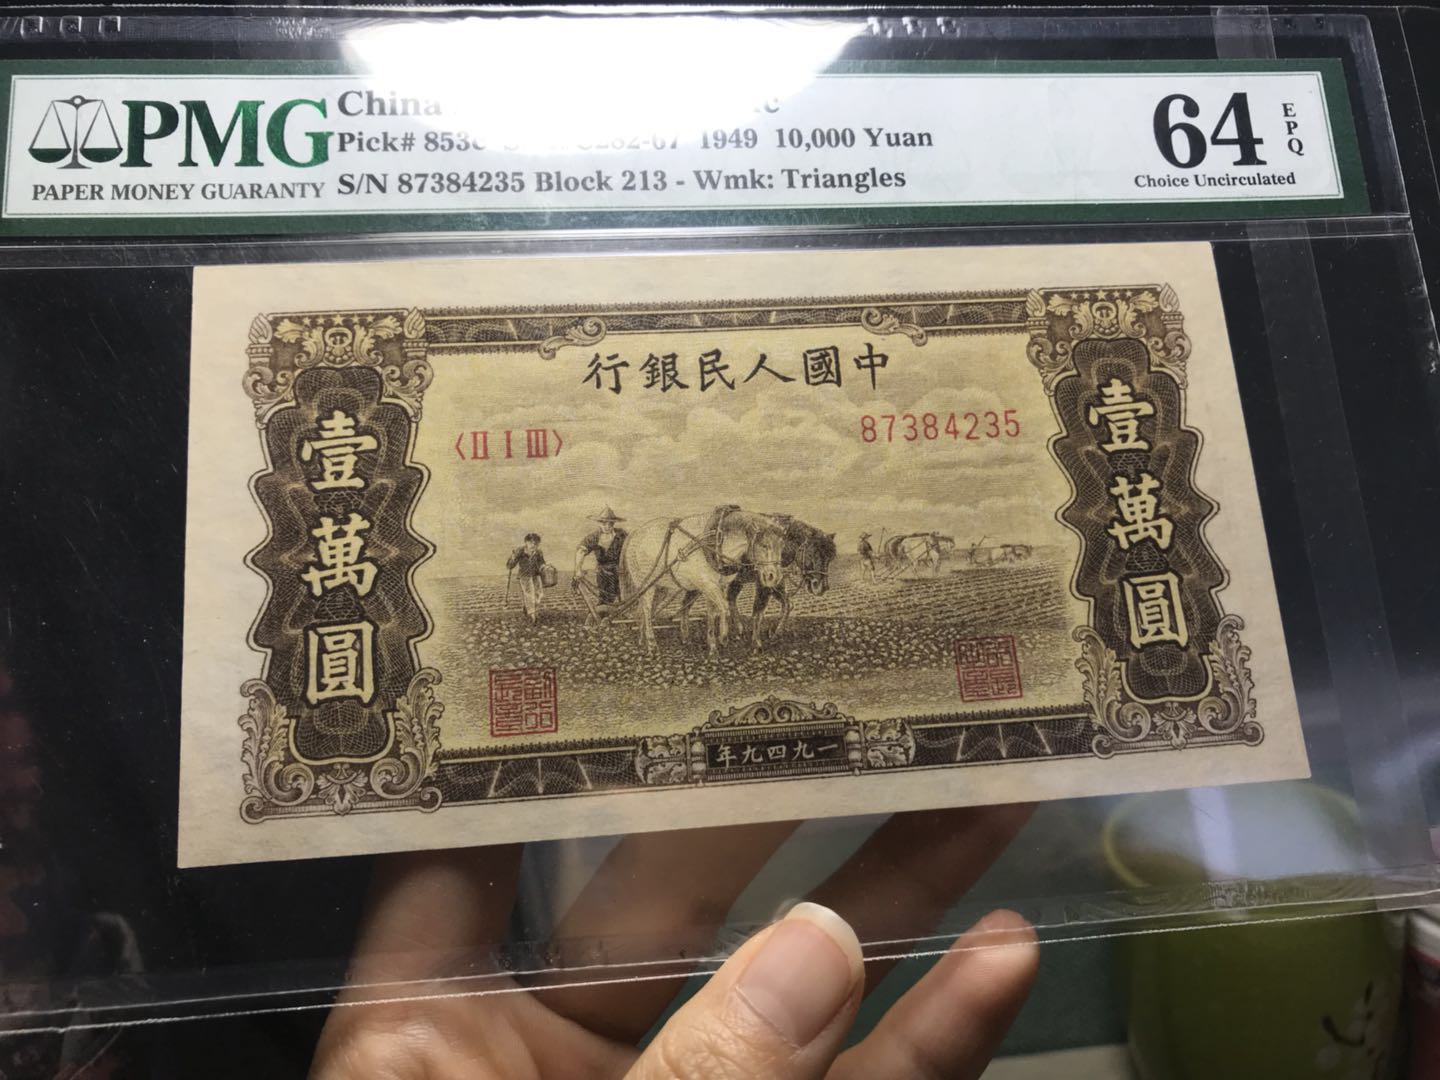 PMG
PAPER MONEY GUARANTY
China
Pick# 853c 1949 10,000 Yuan
S/N 87384235 Block 213 - Wmk: Triangles
64
EPQ
Choice Uncirculated
行銀民人國中
〈II I III〉
87384235
壹萬圓
壹萬圓
年九四九一